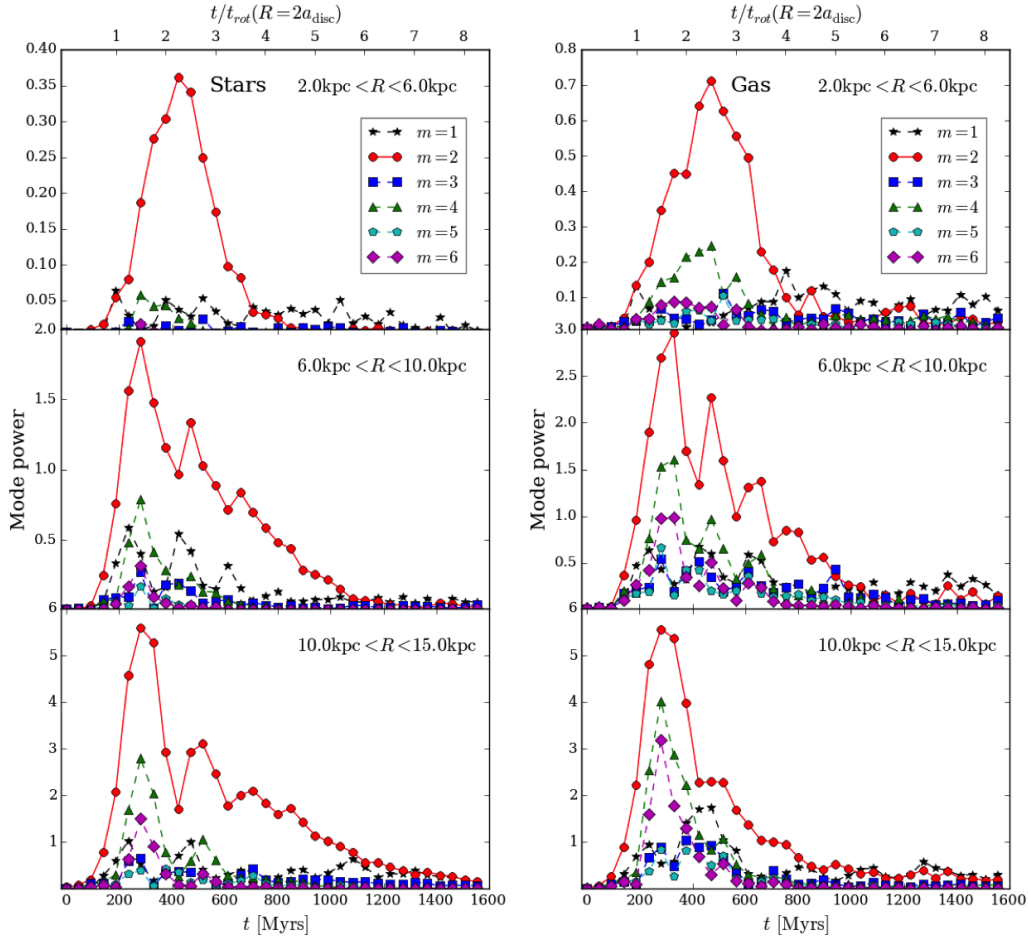 t/t_rot(R=2a_disc)
1 2 3 4 5 6 7 8
Stars
2.0kpc<R<6.0kpc
0.40
0.35
0.30
0.25
0.20
0.15
0.10
0.05
m=1
m=2
m=3
m=4
m=5
m=6
2.0
1.5
1.0
0.5
6.0kpc<R<10.0kpc
Mode power
6
5
4
3
2
1
10.0kpc<R<15.0kpc
0 200 400 600 800 1000 1200 1400 1600
t [Myrs]
t/t_rot(R=2a_disc)
1 2 3 4 5 6 7 8
Gas
2.0kpc<R<6.0kpc
0.8
0.7
0.6
0.5
0.4
0.3
0.2
0.1
m=1
m=2
m=3
m=4
m=5
m=6
3.0
2.5
2.0
1.5
1.0
0.5
6.0kpc<R<10.0kpc
Mode power
6
5
4
3
2
1
10.0kpc<R<15.0kpc
0 200 400 600 800 1000 1200 1400 1600
t [Myrs]